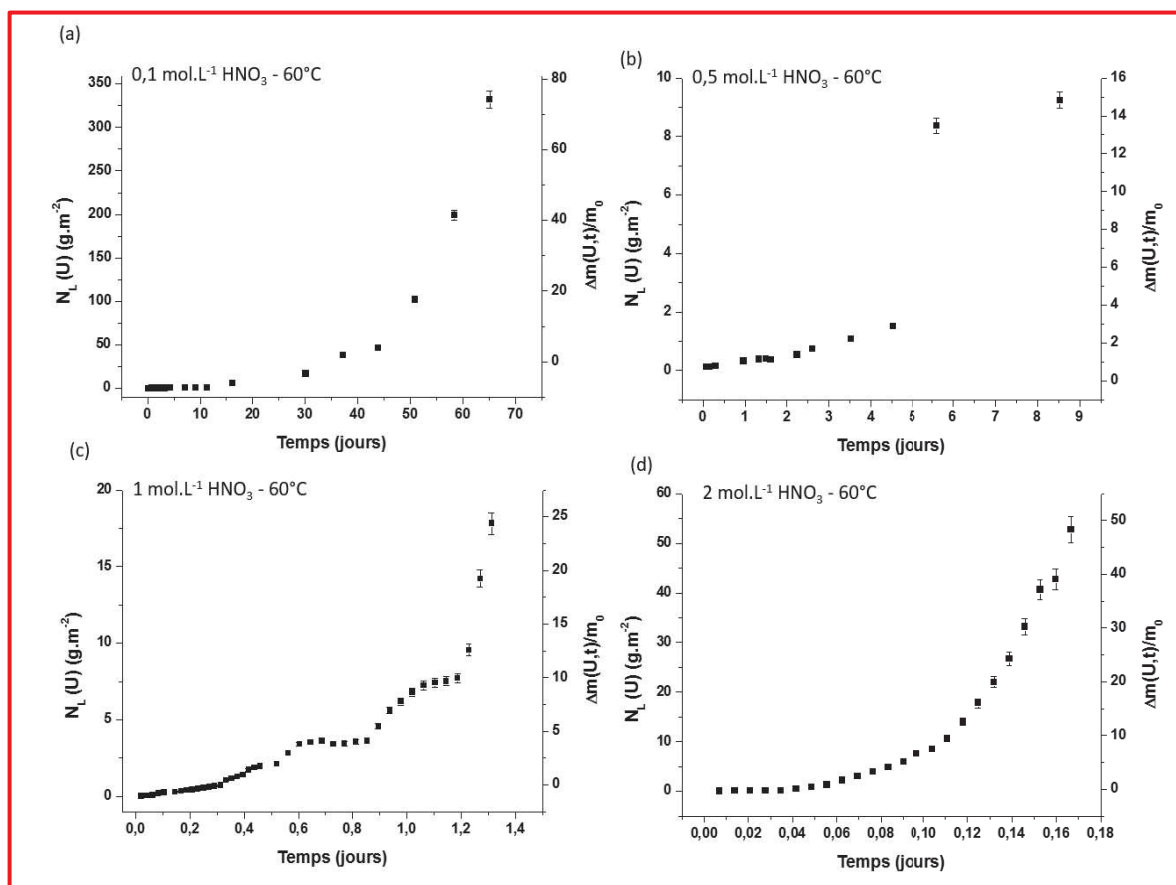 (a)
0,1 mol.L⁻¹ HNO₃ - 60°C
N_L (U) (g.m⁻²)
350
300
250
200
150
100
50
0
Δm(U,t)/m₀
80
60
40
20
0
0 10 20 30 40 50 60 70
Temps (jours)
(b)
0,5 mol.L⁻¹ HNO₃ - 60°C
N_L (U) (g.m⁻²)
10
8
6
4
2
0
Δm(U,t)/m₀
16
14
12
10
8
6
4
2
0
0 1 2 3 4 5 6 7 8 9
Temps (jours)
(c)
1 mol.L⁻¹ HNO₃ - 60°C
N_L (U) (g.m⁻²)
20
15
10
5
0
Δm(U,t)/m₀
25
20
15
10
5
0
0,0 0,2 0,4 0,6 0,8 1,0 1,2 1,4
Temps (jours)
(d)
2 mol.L⁻¹ HNO₃ - 60°C
N_L (U) (g.m⁻²)
60
50
40
30
20
10
0
Δm(U,t)/m₀
50
40
30
20
10
0
0,00 0,02 0,04 0,06 0,08 0,10 0,12 0,14 0,16 0,18
Temps (jours)